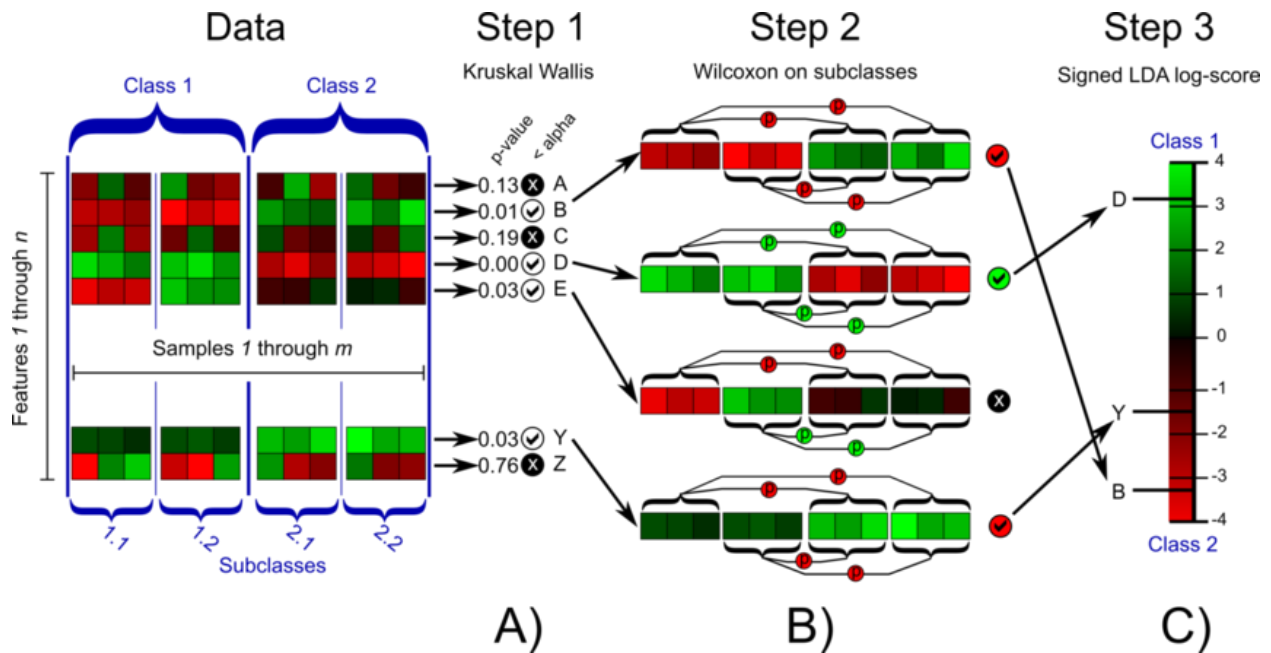 Data
Step 1
Step 2
Step 3
Kruskal Wallis
Wilcoxon on subclasses
Signed LDA log-score
Class 1
Class 2
p-value
< alpha
Features 1 through n
0.13 X A
0.01 B
0.19 X C
0.00 D
0.03 E
Samples 1 through m
0.03 Y
0.76 X Z
1.1
1.2
2.1
2.2
Subclasses
p
p
p
p
p
p
p
p
p
p
p
p
X
p
p
p
p
Class 1
4
3
2
1
0
-1
-2
-3
-4
D
Y
B
Class 2
A)
B)
C)